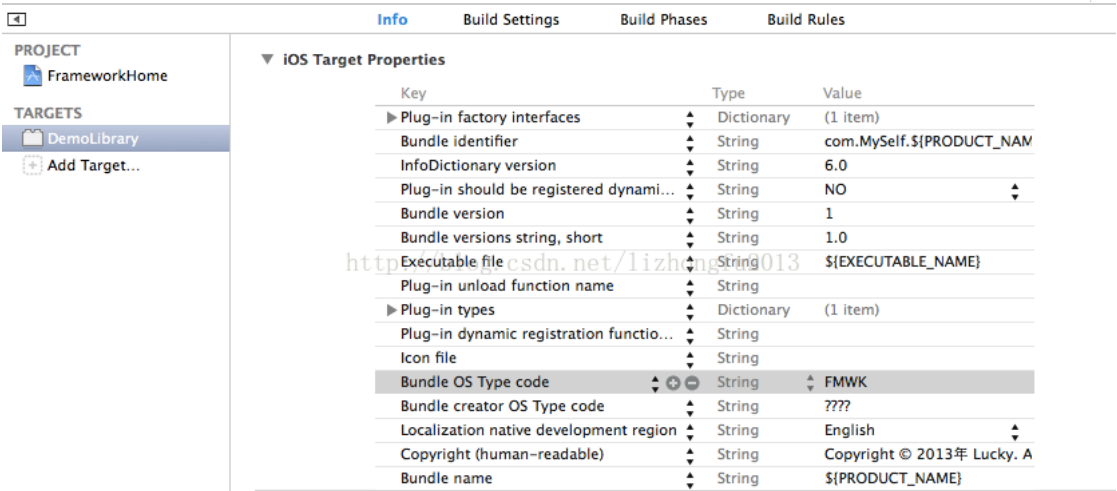 Info Build Settings Build Phases Build Rules
PROJECT
FrameworkHome
TARGETS
DemoLibrary
Add Target...
iOS Target Properties
Key Type Value
Plug-in factory interfaces Dictionary (1 item)
Bundle identifier String com.MySelf.${PRODUCT_NAM
InfoDictionary version String 6.0
Plug-in should be registered dynami... String NO
Bundle version String 1
Bundle versions string, short String 1.0
http://blog.csdn.net/lizhongfu2013
Executable file String ${EXECUTABLE_NAME}
Plug-in unload function name String
Plug-in types Dictionary (1 item)
Plug-in dynamic registration functio... String
Icon file String
Bundle OS Type code String FMWK
Bundle creator OS Type code String ????
Localization native development region String English
Copyright (human-readable) String Copyright © 2013年 Lucky. A
Bundle name String ${PRODUCT_NAME}